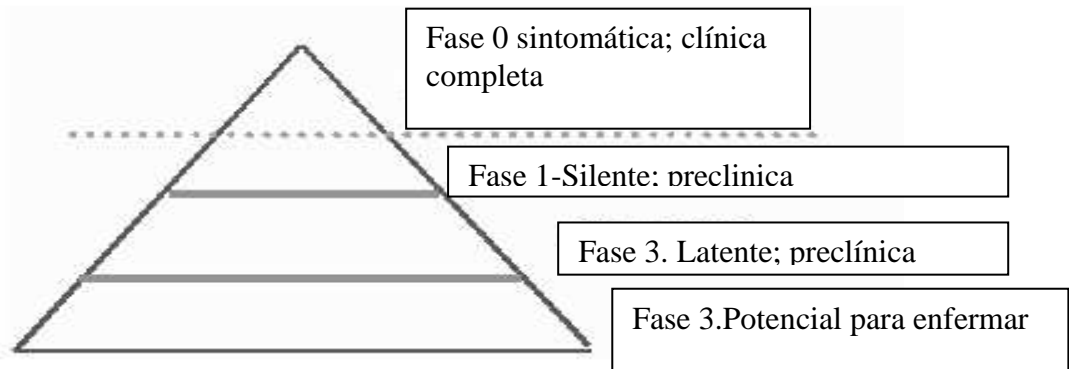 Fase 0 sintomática; clínica
completa
Fase 1-Silente; preclinica
Fase 3. Latente; preclínica
Fase 3.Potencial para enfermar